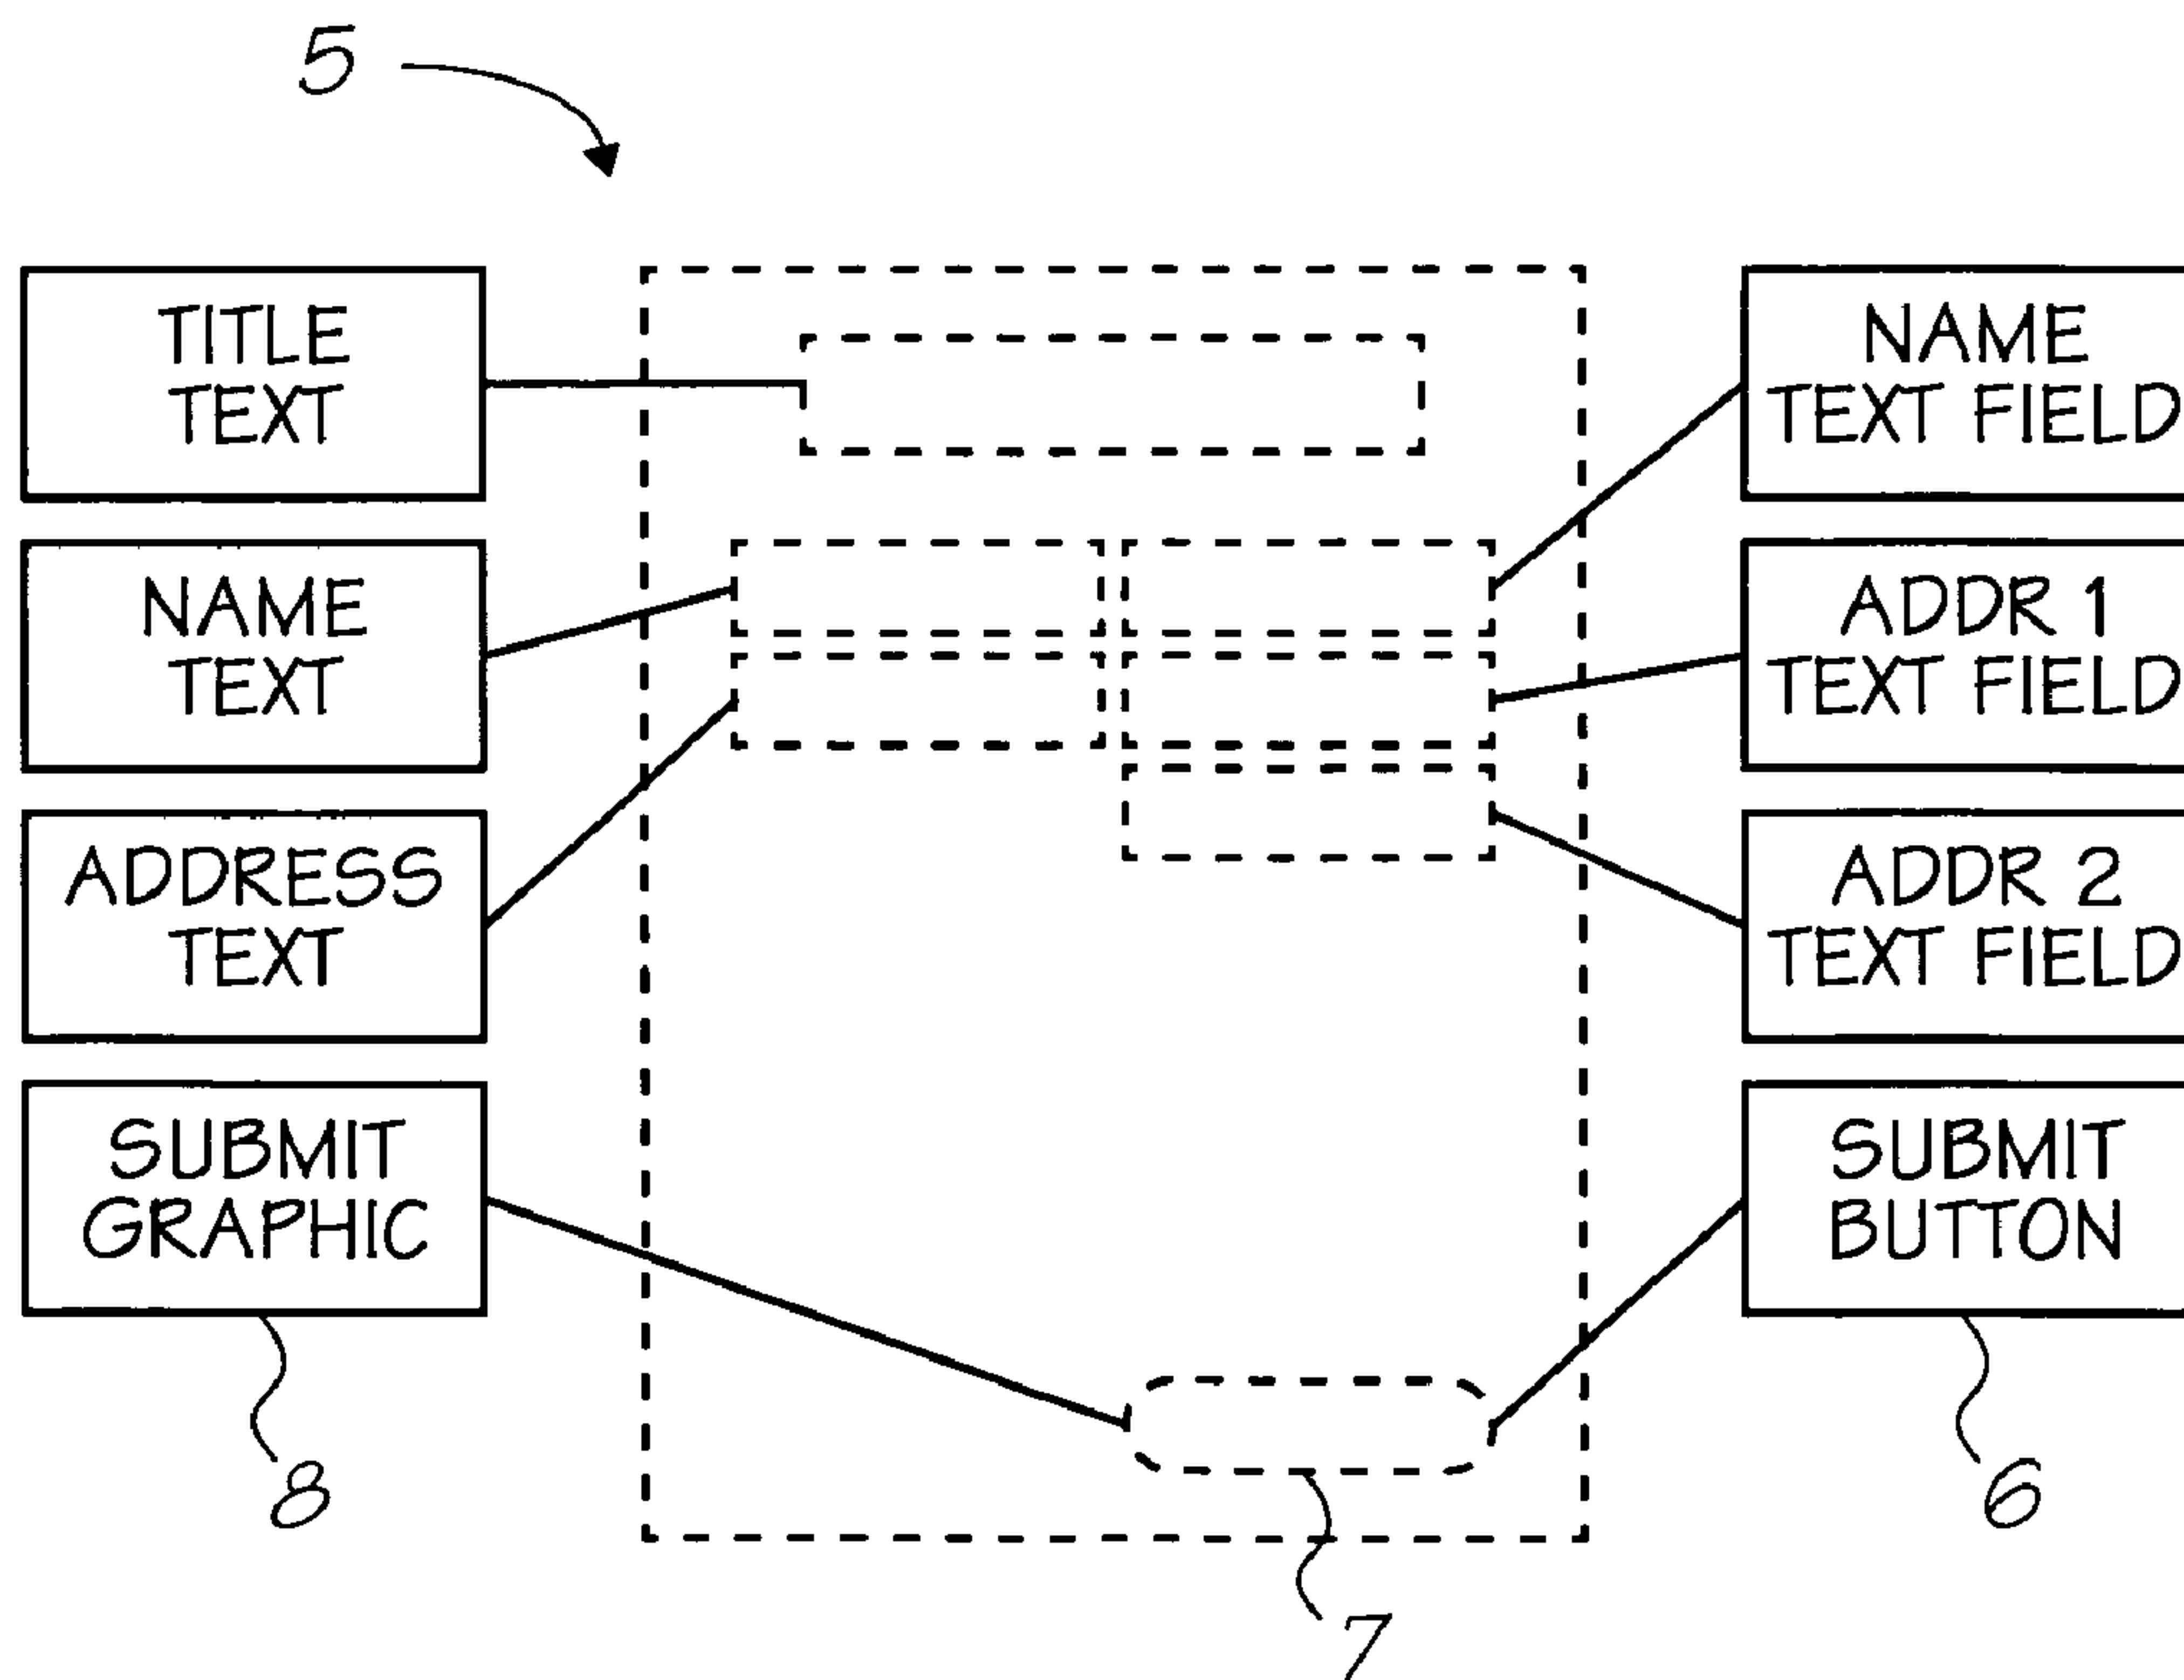 5
TITLE
TEXT
NAME
TEXT FIELD
NAME
TEXT
ADDR 1
TEXT FIELD
ADDRESS
TEXT
ADDR 2
TEXT FIELD
SUBMIT
GRAPHIC
SUBMIT
BUTTON
8
6
7